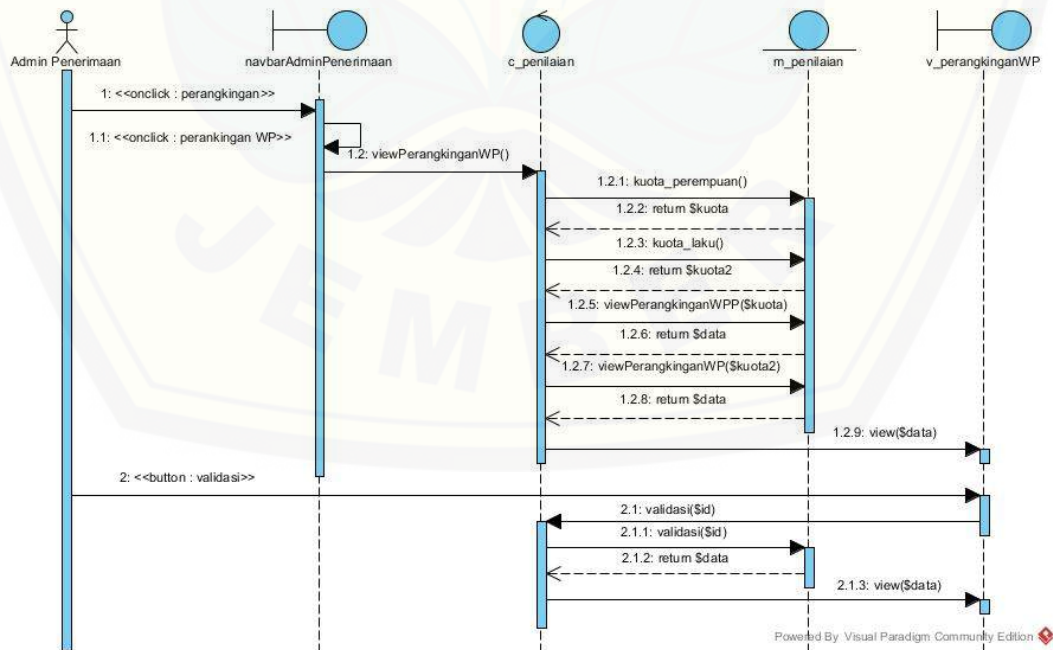 Admin Penerimaan
navbarAdminPenerimaan
c_penilaian
m_penilaian
v_perangkinganWP
1: <<onclick : perangkingan>>
1.1: <<onclick : perankingan WP>>
1.2: viewPerangkinganWP()
1.2.1: kuota_perempuan()
1.2.2: return $kuota
1.2.3: kuota_laku()
1.2.4: return $kuota2
1.2.5: viewPerangkinganWPP($kuota)
1.2.6: return $data
1.2.7: viewPerangkinganWP($kuota2)
1.2.8: return $data
1.2.9: view($data)
2: <<button : validasi>>
2.1: validasi($id)
2.1.1: validasi($id)
2.1.2: return $data
2.1.3: view($data)
JEMBER
Powered By Visual Paradigm Community Edition